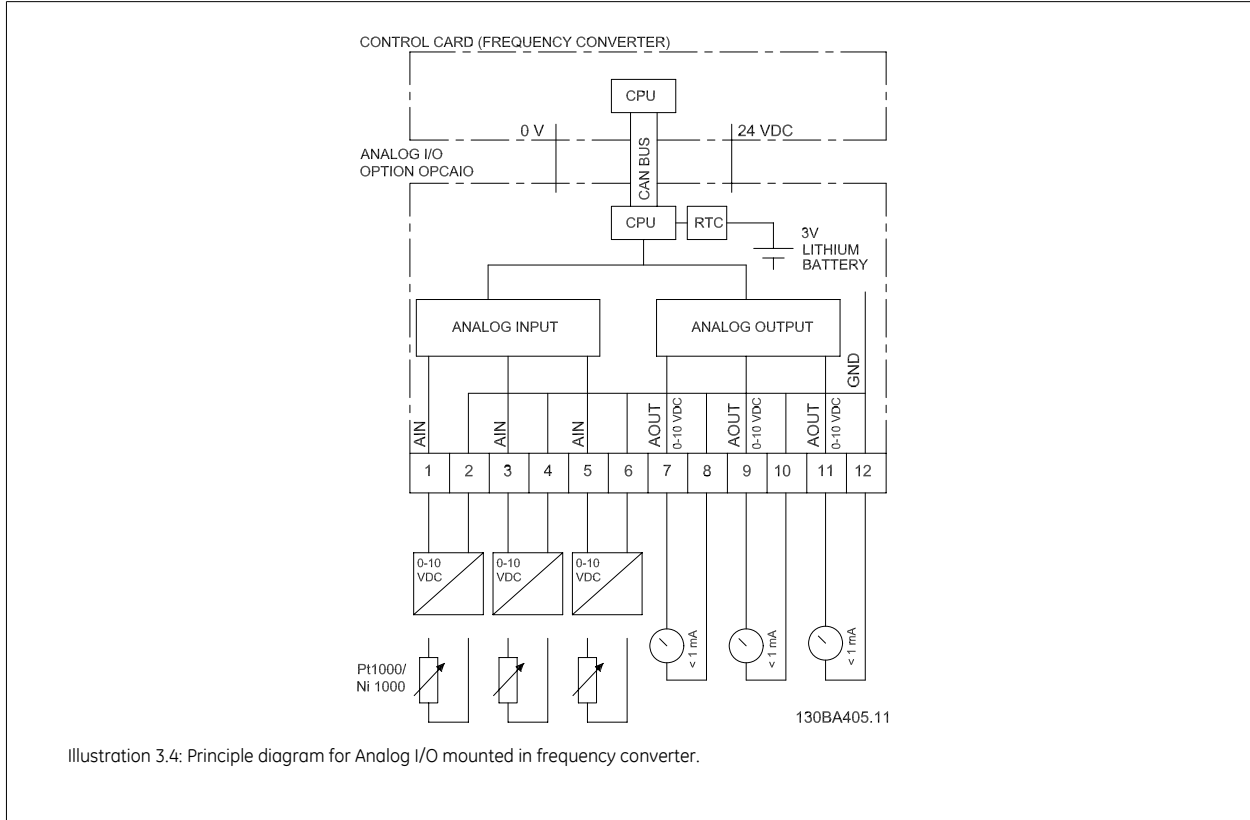 CONTROL CARD (FREQUENCY CONVERTER)
CPU
0 V
24 VDC
CAN BUS
ANALOG I/O
OPTION OPCAIO
CPU
RTC
3V
LITHIUM
BATTERY
ANALOG INPUT
ANALOG OUTPUT
GND
AIN
AIN
AIN
AOUT
0-10 VDC
AOUT
0-10 VDC
AOUT
0-10 VDC
1 2 3 4 5 6 7 8 9 10 11 12
0-10
VDC
0-10
VDC
0-10
VDC
< 1 mA
< 1 mA
< 1 mA
Pt1000/
Ni 1000
130BA405.11
Illustration 3.4: Principle diagram for Analog I/O mounted in frequency converter.